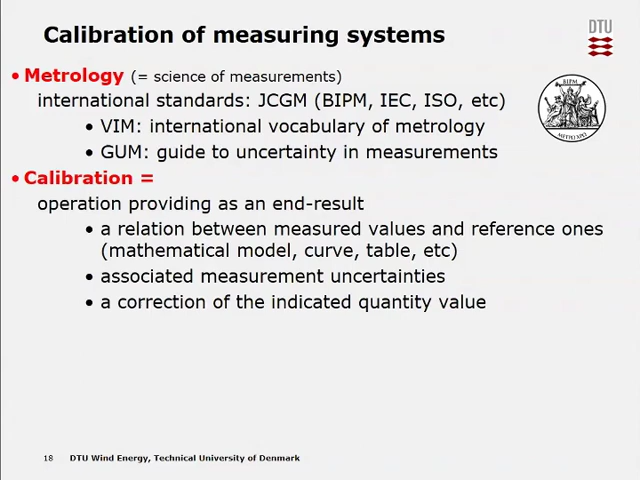 Calibration of measuring systems
DTU
• Metrology (= science of measurements)
international standards: JCGM (BIPM, IEC, ISO, etc)
• VIM: international vocabulary of metrology
• GUM: guide to uncertainty in measurements
BIPM
• Calibration =
operation providing as an end-result
• a relation between measured values and reference ones
(mathematical model, curve, table, etc)
• associated measurement uncertainties
• a correction of the indicated quantity value
18 DTU Wind Energy, Technical University of Denmark